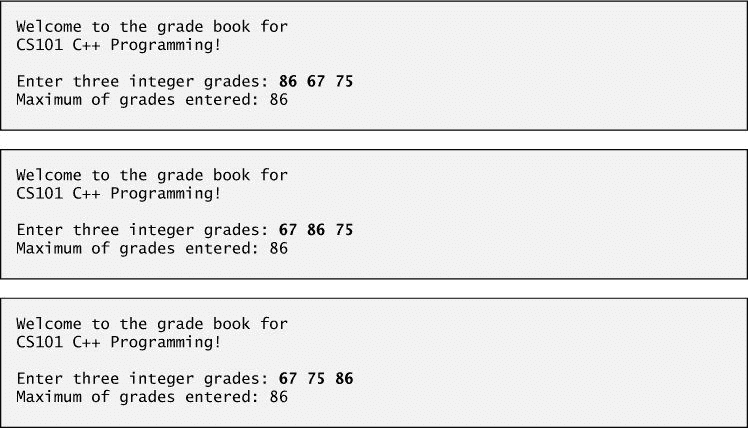 Welcome to the grade book for
CS101 C++ Programming!
Enter three integer grades: 86 67 75
Maximum of grades entered: 86
Welcome to the grade book for
CS101 C++ Programming!
Enter three integer grades: 67 86 75
Maximum of grades entered: 86
Welcome to the grade book for
CS101 C++ Programming!
Enter three integer grades: 67 75 86
Maximum of grades entered: 86